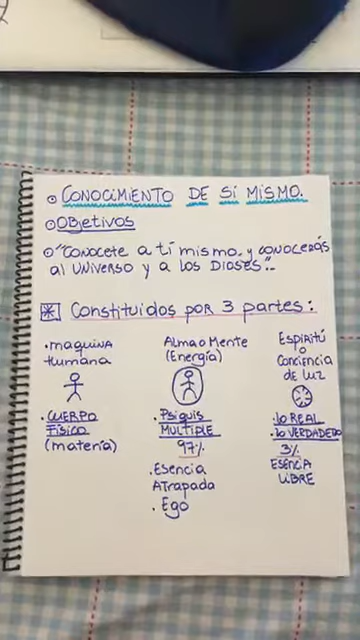 ⊙ CONOCIMIENTO DE SÍ MISMO.
⊙ OBJETIVOS
⊙ "CONOCETE a tí mismo. y CONOCERÁS
al UNIVERSO y a LOS DIOSES"..
* Constituidos por 3 partes:
• MAQUINA
Humana
• CUERPO
FÍSICO
(materia)
Alma o Mente
(Energía)
• Psiquis
MULTIPLE
97%
• Esencia
ATrapada
• Ego
ESPIRITÚ
o
Conciencia
de luz
• lo REAL
• lo VERDADERO
3%
ESENCIA
LIBRE